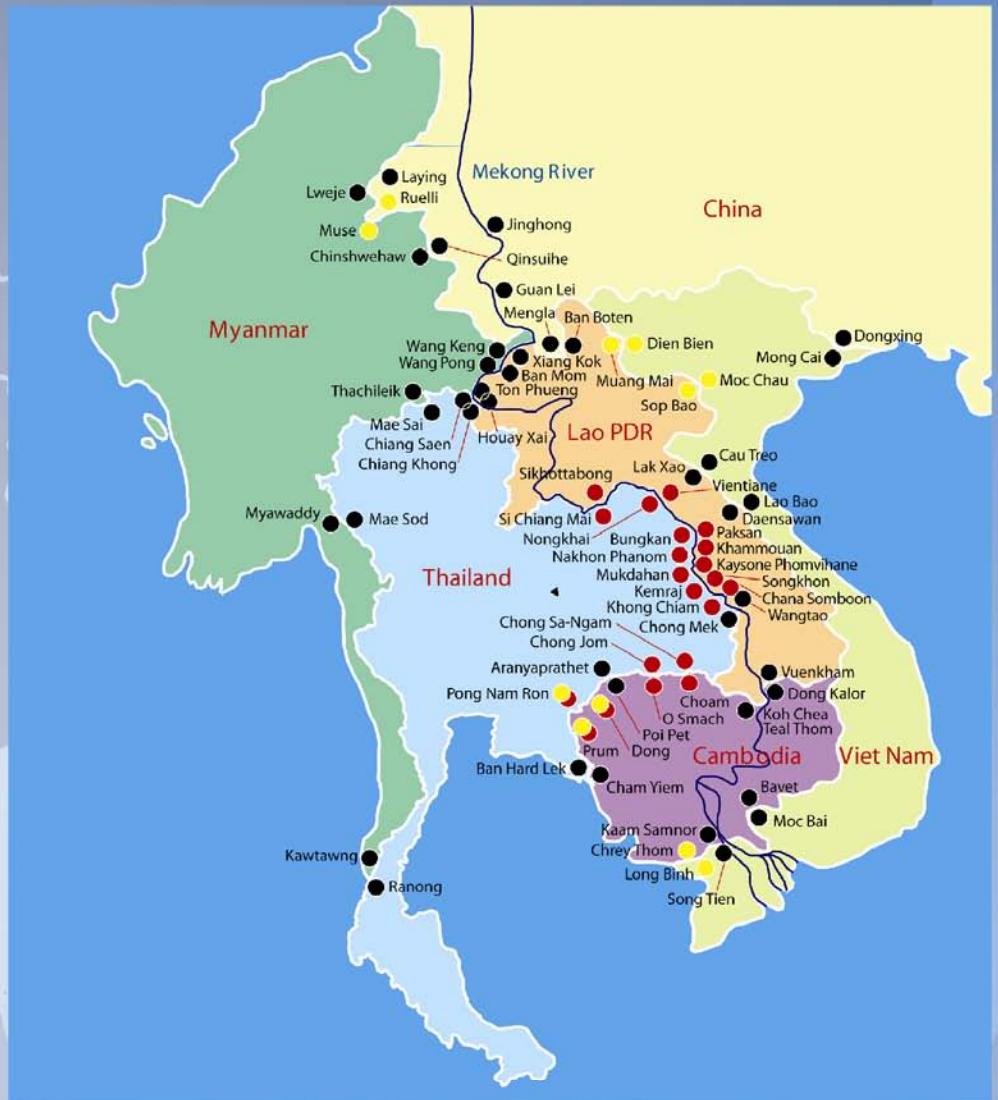 Laying
Mekong River
Lweje
Ruelli
China
Jinghong
Muse
Chinshwehaw
Qinsuihe
Guan Lei
Mengla
Ban Boten
Myanmar
Dongxing
Wang Keng
Dien Bien
Mong Cai
Xiang Kok
Wang Pong
Ban Mom
Muang Mai
Moc Chau
Thachileik
Ton Phueng
Sop Bao
Mae Sai
Lao PDR
Chiang Saen
Houay Xai
Chiang Khong
Cau Treo
Lak Xao
Sikhottabong
Vientiane
Lao Bao
Myawaddy
Mae Sod
Si Chiang Mai
Daensawan
Paksan
Nongkhai
Bungkan
Khammouan
Nakhon Phanom
Kaysone Phomvihane
Thailand
Mukdahan
Songkhon
Kemraj
Chana Somboon
Khong Chiam
Wangtao
Chong Sa-Ngam
Chong Mek
Chong Jom
Aranyaprathet
Vuenkham
Pong Nam Ron
Dong Kalor
Choam
Koh Chea
Teal Thom
O Smach
Poi Pet
Prum
Dong
Cambodia
Viet Nam
Ban Hard Lek
Cham Yiem
Bavet
Moc Bai
Kaam Samnor
Chrey Thom
Kawtawng
Long Binh
Ranong
Song Tien